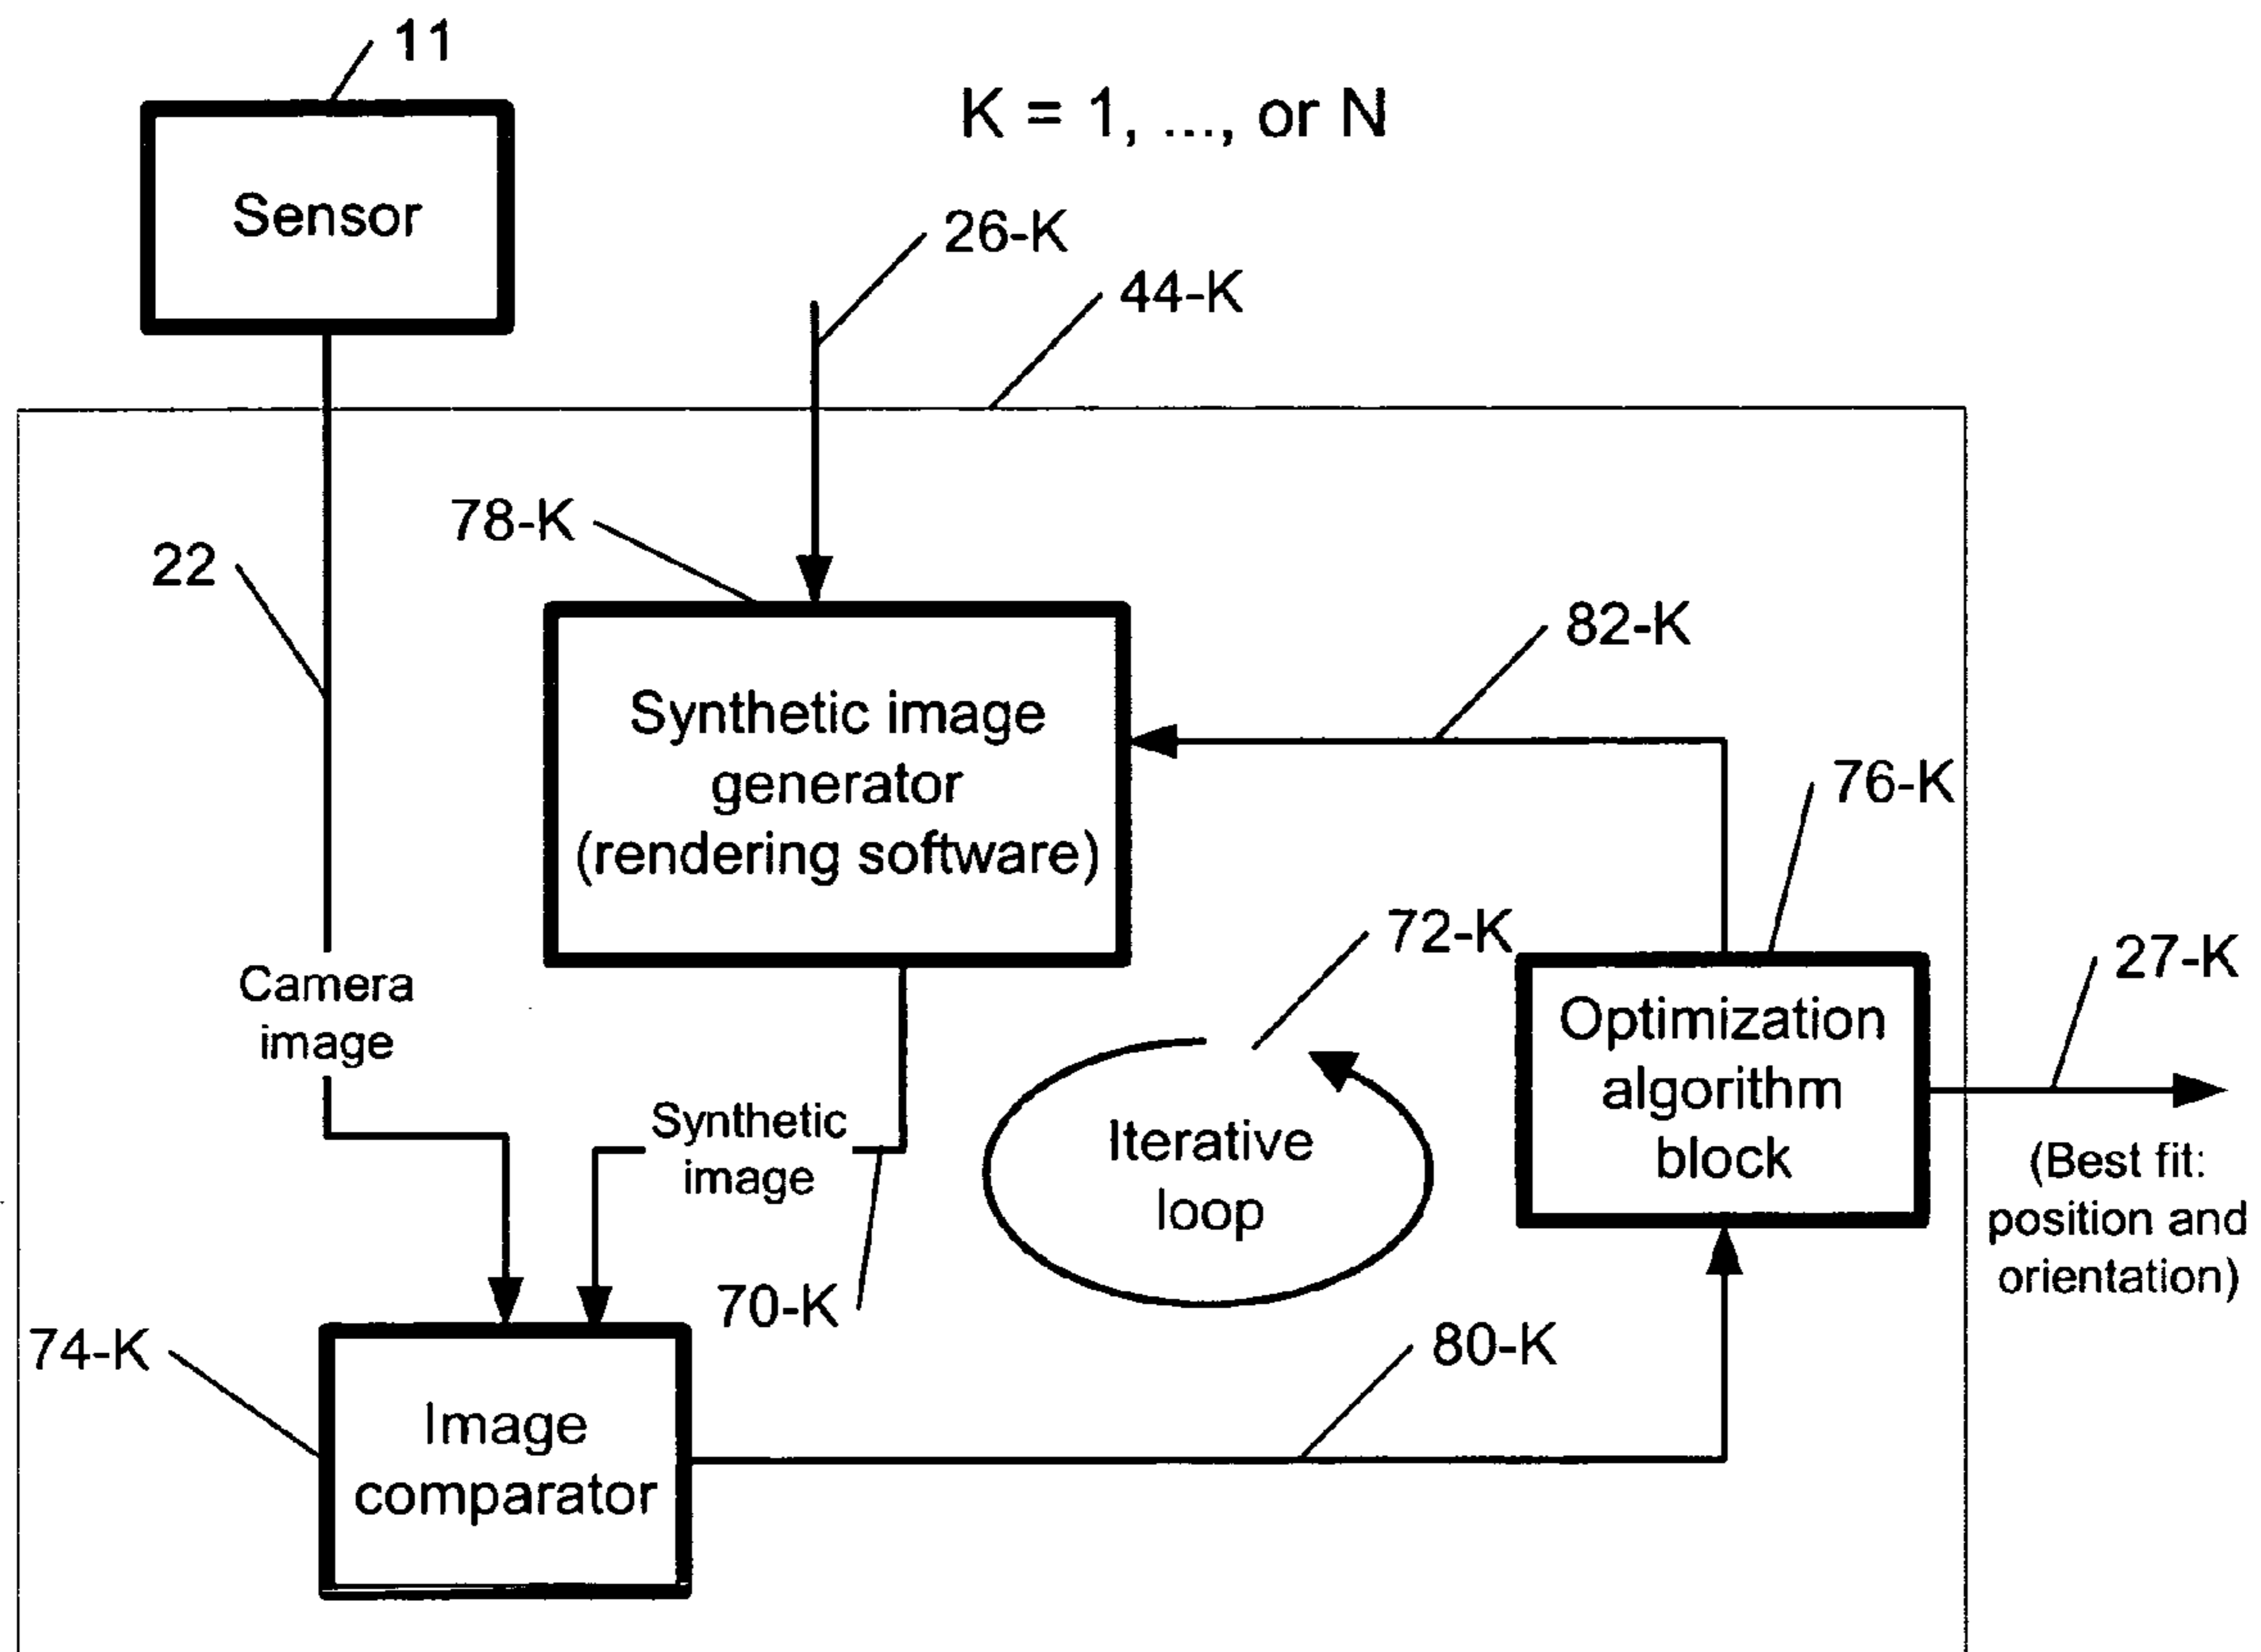 11
K = 1, ..., or N
Sensor
26-K
44-K
78-K
22
82-K
Synthetic image
generator
(rendering software)
76-K
72-K
27-K
Camera
image
Optimization
algorithm
block
Synthetic
image
Iterative
loop
(Best fit:
position and
orientation)
70-K
74-K
80-K
Image
comparator